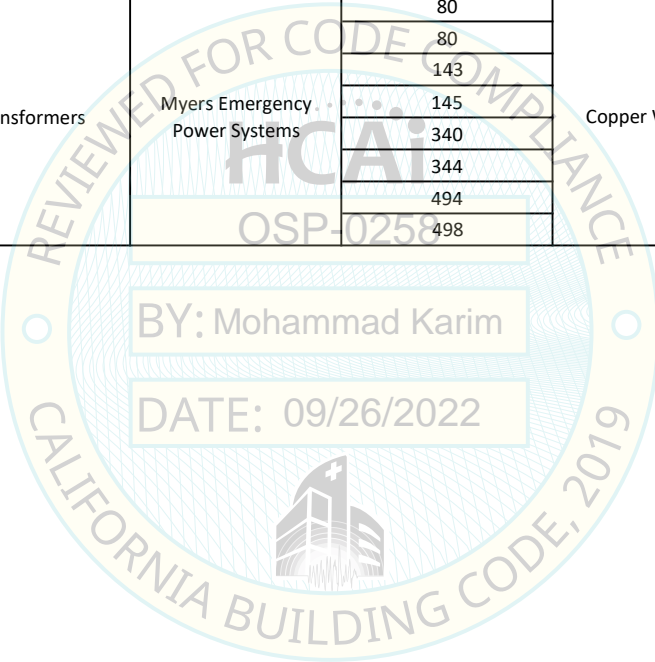 80
80
143
nsformers
Myers Emergency
Power Systems
145
Copper
340
344
494
498
REVIEWED FOR CODE COMPLIANCE
HCAi
OSP-0258
BY: Mohammad Karim
DATE: 09/26/2022
CALIFORNIA BUILDING CODE, 2019